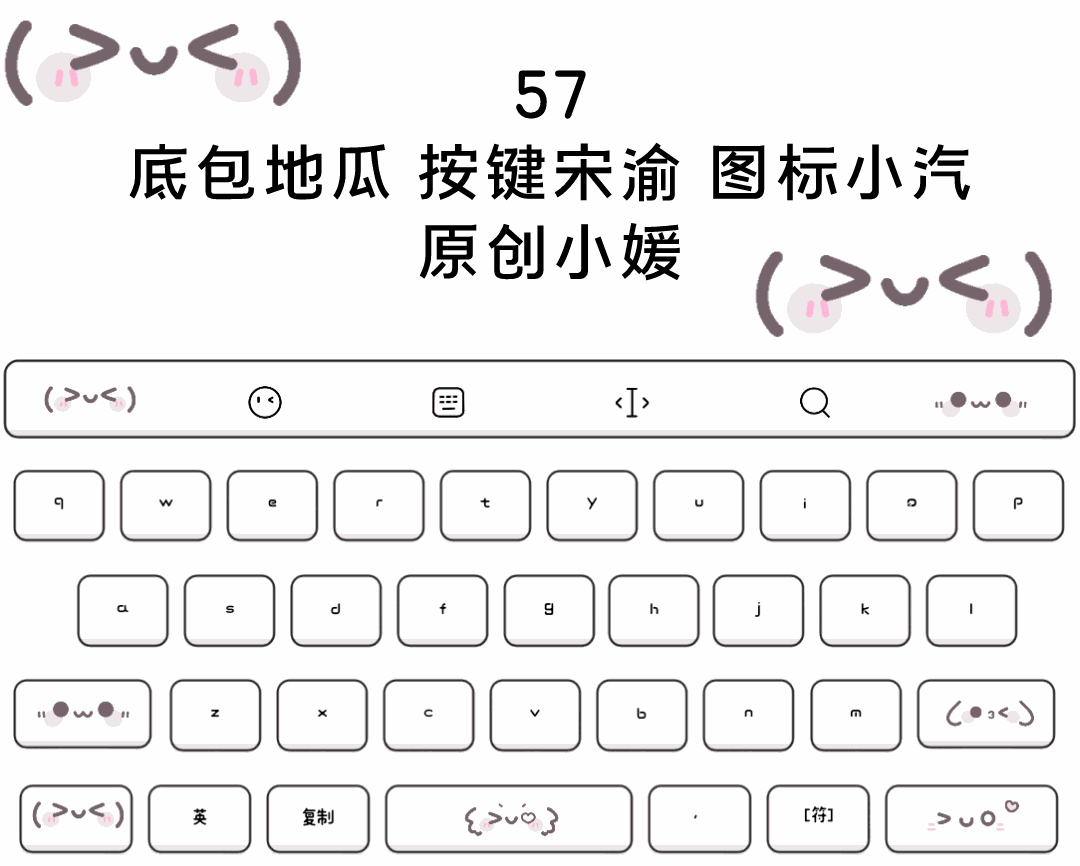 57
底包地瓜 按键宋渝 图标小汽
原创小媛
q w e r t y u i o p
a s d f g h j k l
z x c v b n m
英 复制 , [符]